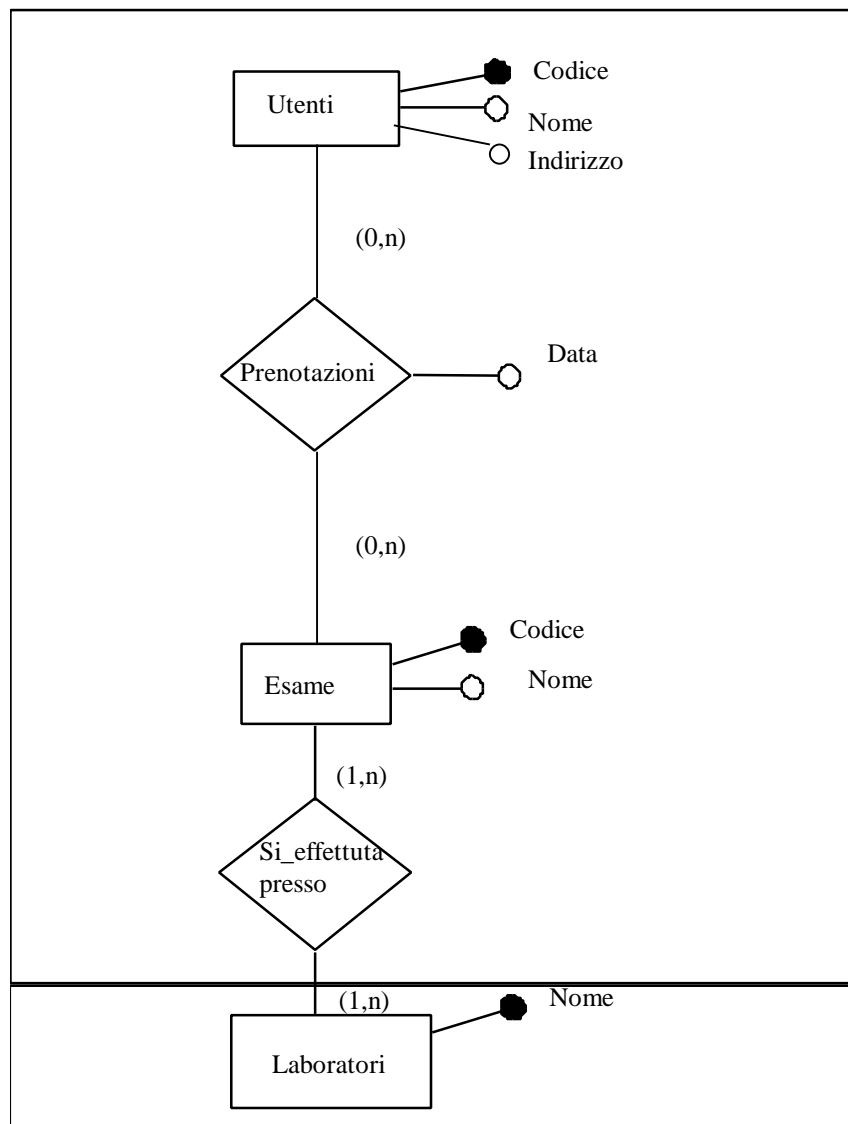 Codice
Utenti
Nome
Indirizzo
(0,n)
Data
Prenotazioni
(0,n)
Codice
Esame
Nome
(1,n)
Si_effettuta
presso
(1,n)
Nome
Laboratori